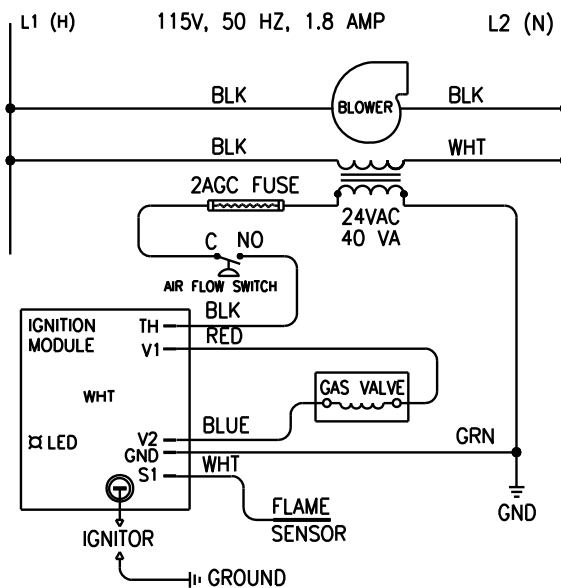 L1 (H) 115V, 50 HZ, 1.8 AMP L2 (N)
BLK BLOWER BLK
BLK WHT
2AGC FUSE
24VAC
40 VA
C NO
AIR FLOW SWITCH
BLK
IGNITION TH
RED
MODULE V1
GAS VALVE
WHT
BLUE
LED V2
GRN
GND
S1 WHT
FLAME
GND
SENSOR
IGNITOR
GROUND